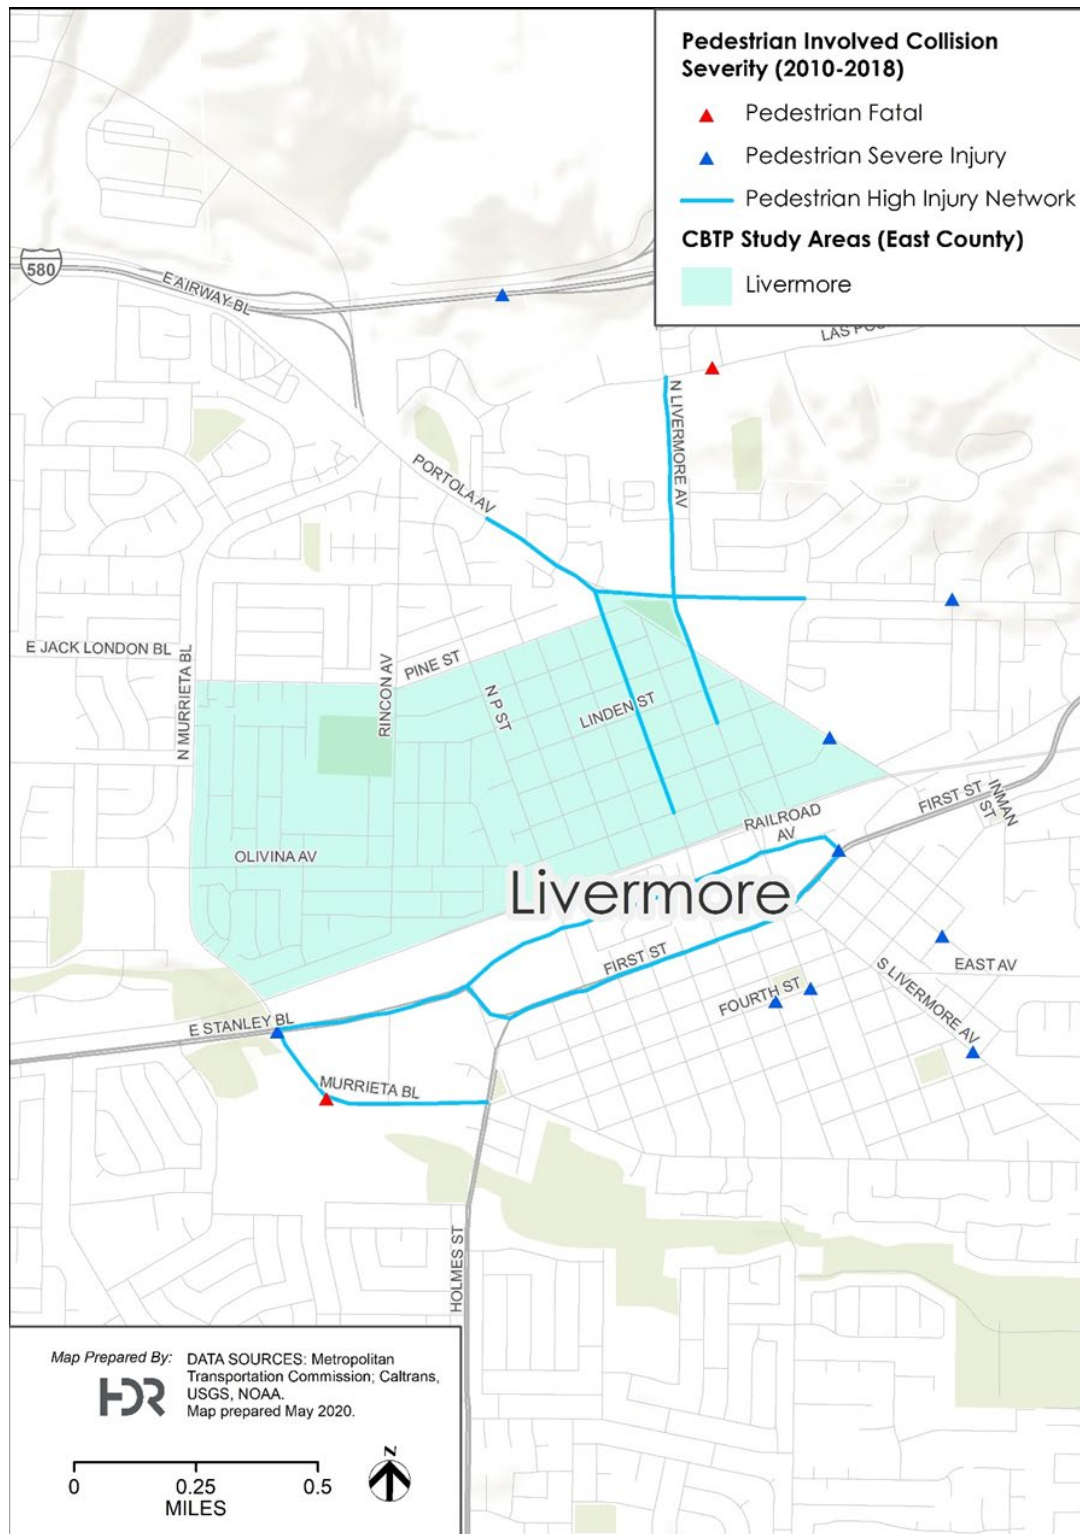 Pedestrian Involved Collision
Severity (2010-2018)
Pedestrian Fatal
Pedestrian Severe Injury
Pedestrian High Injury Network
CBTP Study Areas (East County)
Livermore
580
E AIRWAY BL
LAS
N LIVERMORE AV
PORTOLA AV
E JACK LONDON BL
N MURRIETA BL
RINCON AV
PINE ST
N P ST
LINDEN ST
FIRST ST
INMAN
ST
RAILROAD
AV
OLIVINA AV
Livermore
FIRST ST
EAST AV
S LIVERMORE AV
FOURTH ST
E STANLEY BL
MURRIETA BL
HOLMES ST
Map Prepared By:
HDR
DATA SOURCES: Metropolitan
Transportation Commission; Caltrans,
USGS, NOAA.
Map prepared May 2020.
N
0 0.25 0.5
MILES